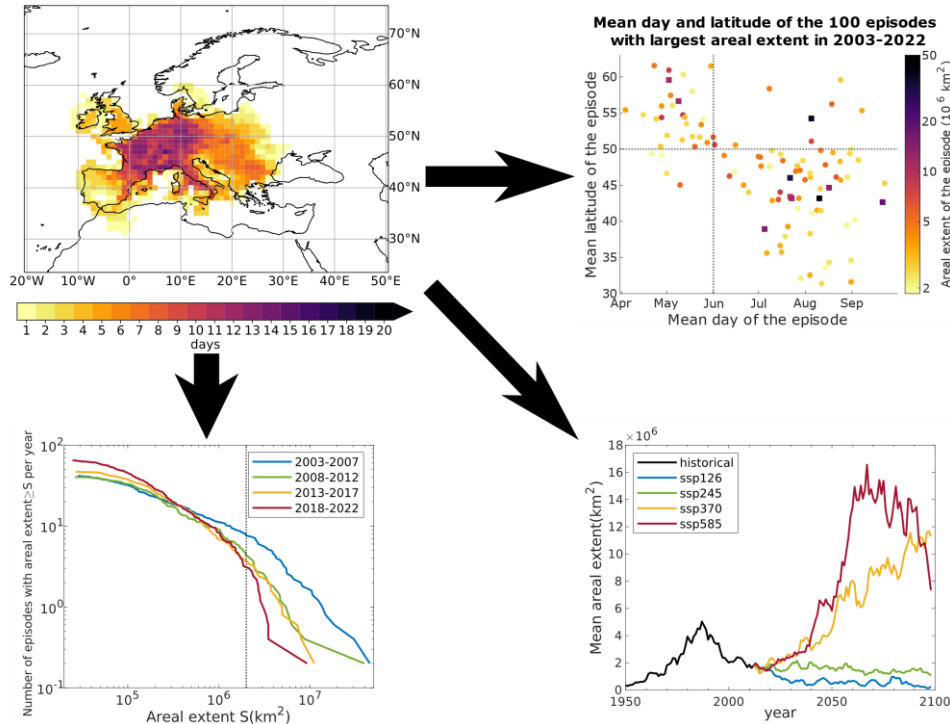 70°N
60°N
50°N
40°N
30°N
20°W 10°W 0° 10°E 20°E 30°E 40°E 50°E
1 2 3 4 5 6 7 8 9 10 11 12 13 14 15 16 17 18 19 20
days
Mean day and latitude of the 100 episodes
with largest areal extent in 2003-2022
Mean latitude of the episode
60
55
50
45
40
35
30
Apr May Jun Jul Aug Sep
Mean day of the episode
50
20
10
5
2
Areal extent of the episode (10⁶ km²)
Number of episodes with areal extent≥S per year
10²
10¹
10⁰
10⁻¹
10⁵ 10⁶ 10⁷
Areal extent S(km²)
2003-2007
2008-2012
2013-2017
2018-2022
×10⁶
Mean areal extent(km²)
18
16
14
12
10
8
6
4
2
0
1950 2000 2050 2100
year
historical
ssp126
ssp245
ssp370
ssp585